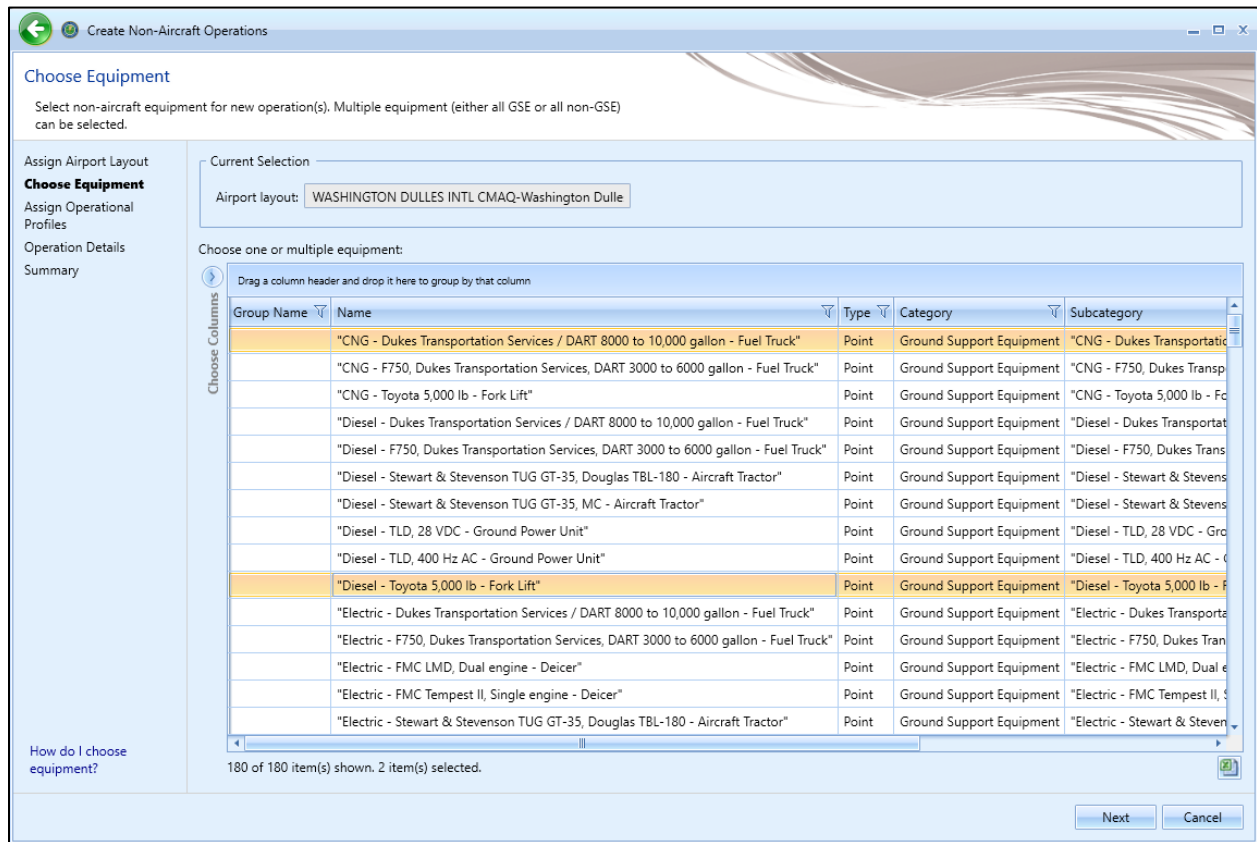 Create Non-Aircraft Operations
Choose Equipment
Select non-aircraft equipment for new operation(s). Multiple equipment (either all GSE or all non-GSE)
can be selected.
Assign Airport Layout
Choose Equipment
Assign Operational
Profiles
Operation Details
Summary
Current Selection
Airport layout: WASHINGTON DULLES INTL CMAQ-Washington Dulle
Choose one or multiple equipment:
Choose Columns
Drag a column header and drop it here to group by that column
Group Name Name Type Category Subcategory
"CNG - Dukes Transportation Services / DART 8000 to 10,000 gallon - Fuel Truck" Point Ground Support Equipment "CNG - Dukes Transportatic
"CNG - F750, Dukes Transportation Services, DART 3000 to 6000 gallon - Fuel Truck" Point Ground Support Equipment "CNG - F750, Dukes Transp
"CNG - Toyota 5,000 lb - Fork Lift" Point Ground Support Equipment "CNG - Toyota 5,000 lb - Fo
"Diesel - Dukes Transportation Services / DART 8000 to 10,000 gallon - Fuel Truck" Point Ground Support Equipment "Diesel - Dukes Transportat
"Diesel - F750, Dukes Transportation Services, DART 3000 to 6000 gallon - Fuel Truck" Point Ground Support Equipment "Diesel - F750, Dukes Trans
"Diesel - Stewart & Stevenson TUG GT-35, Douglas TBL-180 - Aircraft Tractor" Point Ground Support Equipment "Diesel - Stewart & Stevens
"Diesel - Stewart & Stevenson TUG GT-35, MC - Aircraft Tractor" Point Ground Support Equipment "Diesel - Stewart & Stevens
"Diesel - TLD, 28 VDC - Ground Power Unit" Point Ground Support Equipment "Diesel - TLD, 28 VDC - Gro
"Diesel - TLD, 400 Hz AC - Ground Power Unit" Point Ground Support Equipment "Diesel - TLD, 400 Hz AC -
"Diesel - Toyota 5,000 lb - Fork Lift" Point Ground Support Equipment "Diesel - Toyota 5,000 lb - F
"Electric - Dukes Transportation Services / DART 8000 to 10,000 gallon - Fuel Truck" Point Ground Support Equipment "Electric - Dukes Transporta
"Electric - F750, Dukes Transportation Services, DART 3000 to 6000 gallon - Fuel Truck" Point Ground Support Equipment "Electric - F750, Dukes Tran
"Electric - FMC LMD, Dual engine - Deicer" Point Ground Support Equipment "Electric - FMC LMD, Dual e
"Electric - FMC Tempest II, Single engine - Deicer" Point Ground Support Equipment "Electric - FMC Tempest II,
"Electric - Stewart & Stevenson TUG GT-35, Douglas TBL-180 - Aircraft Tractor" Point Ground Support Equipment "Electric - Stewart & Steven
How do I choose
equipment?
180 of 180 item(s) shown. 2 item(s) selected.
Next Cancel